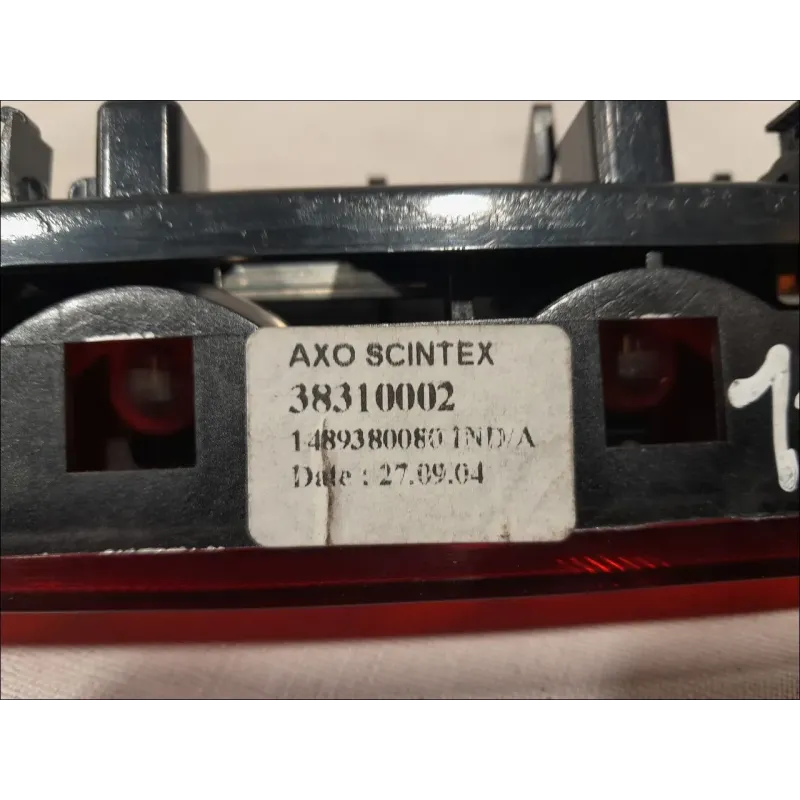 AXO SCINTEX
38310002
1489380080 IND/A
Date : 27.09.04